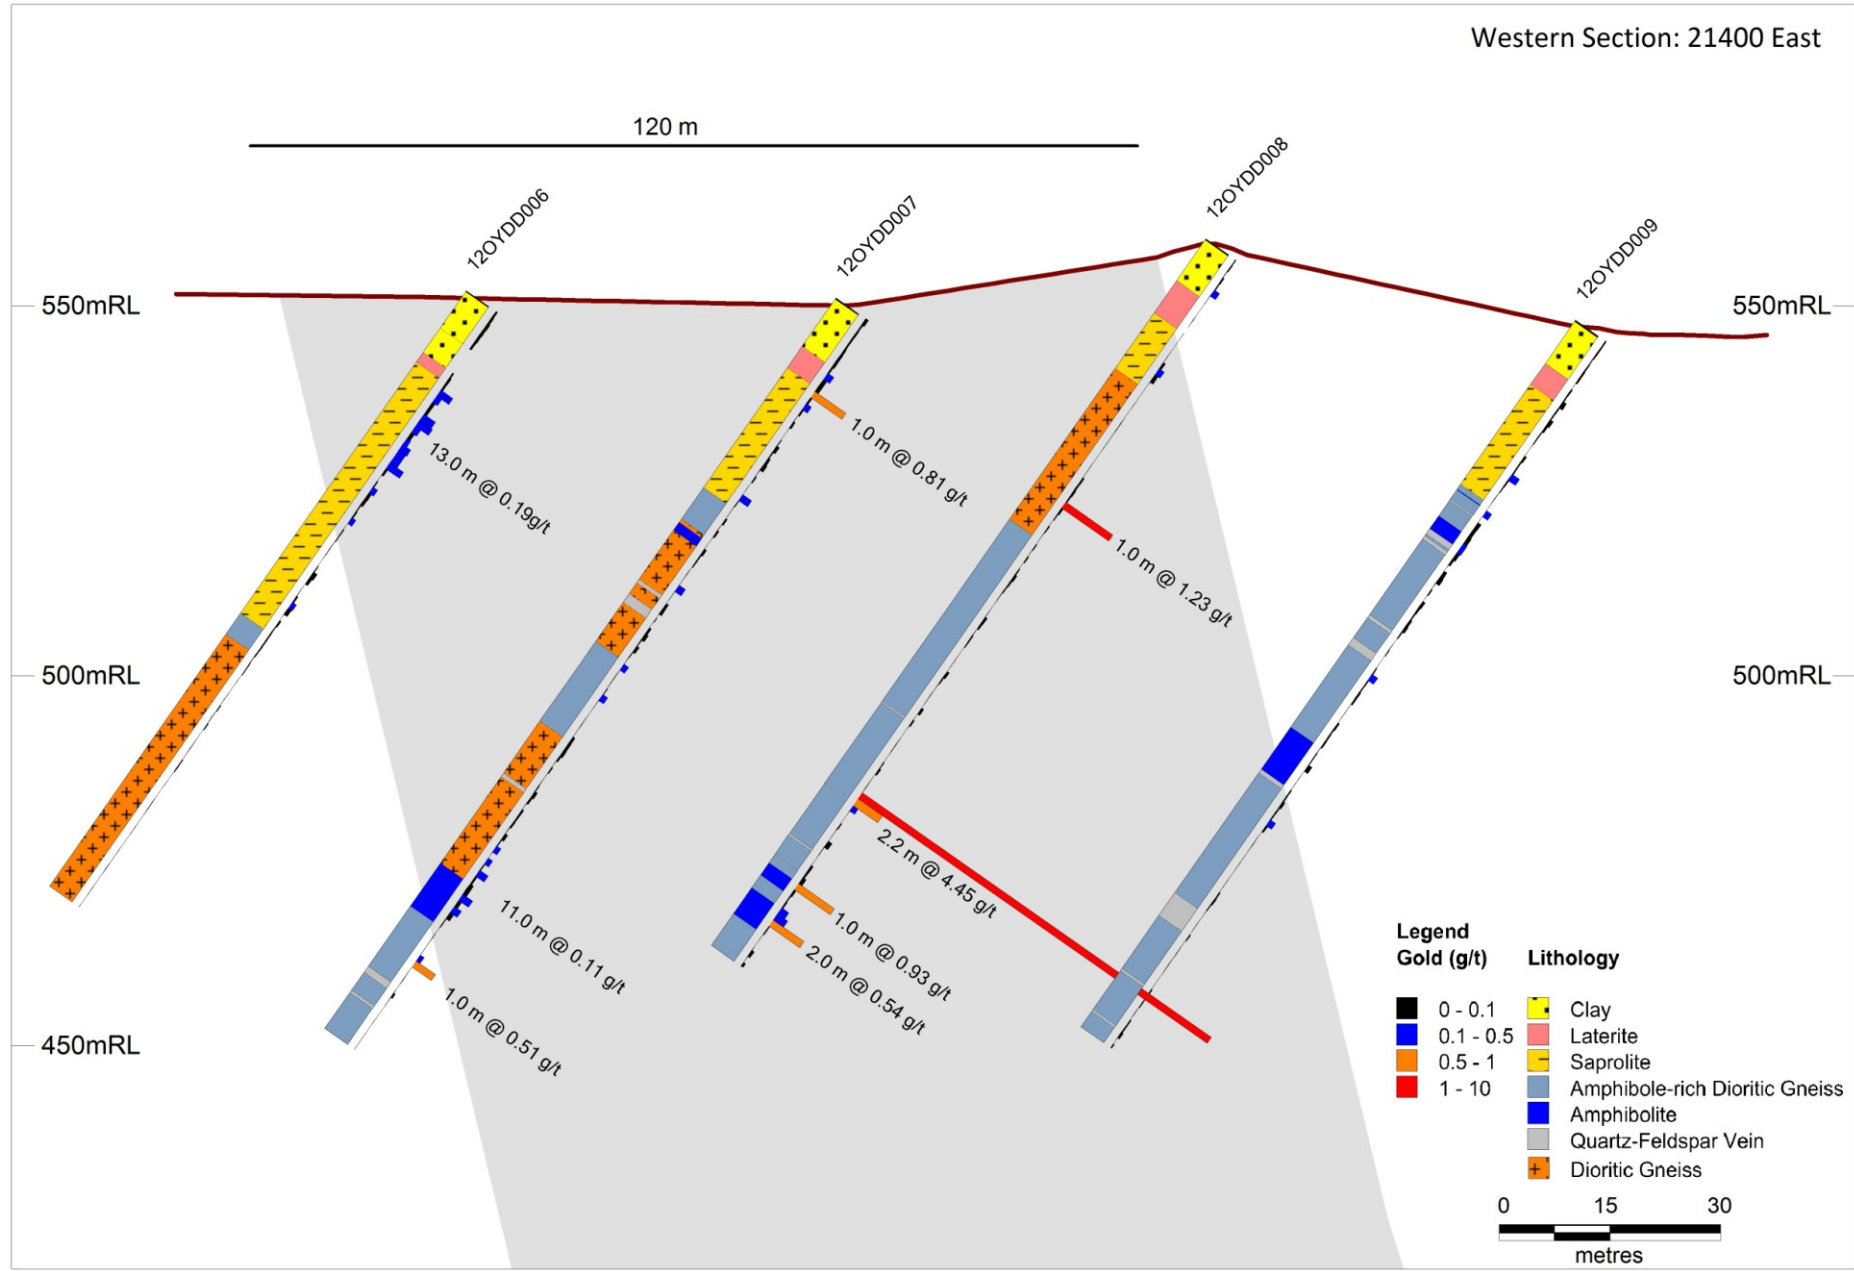 Western Section: 21400 East
120 m
12OYDD006
12OYDD007
12OYDD008
12OYDD009
550mRL
550mRL
13.0 m @ 0.19g/t
1.0 m @ 0.81 g/t
1.0 m @ 1.23 g/t
500mRL
500mRL
2.2 m @ 4.45 g/t
11.0 m @ 0.11 g/t
1.0 m @ 0.93 g/t
2.0 m @ 0.54 g/t
1.0 m @ 0.51 g/t
450mRL
Legend
Gold (g/t)
0 - 0.1
0.1 - 0.5
0.5 - 1
1 - 10
Lithology
Clay
Laterite
Saprolite
Amphibole-rich Dioritic Gneiss
Amphibolite
Quartz-Feldspar Vein
Dioritic Gneiss
0 15 30
metres